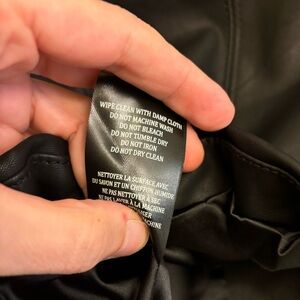 WIPE CLEAN WITH DAMP CLOTH
DO NOT MACHINE WASH
DO NOT BLEACH
DO NOT TUMBLE DRY
DO NOT IRON
DO NOT DRY CLEAN
NETTOYER LA SURFACE AVEC
DU SAVON ET UN CHIFFON HUMIDE
NE PAS NETTOYER À SEC
NE PAS LAVER À LA MACHINE
MACHINE